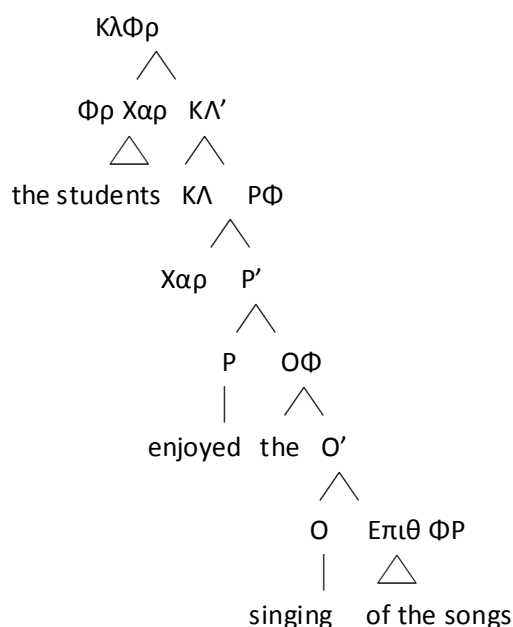 ΚλΦρ
Φρ Χαρ ΚΛ’
the students ΚΛ ΡΦ
Χαρ Ρ’
Ρ ΟΦ
enjoyed the Ο’
Ο Επιθ ΦΡ
singing of the songs